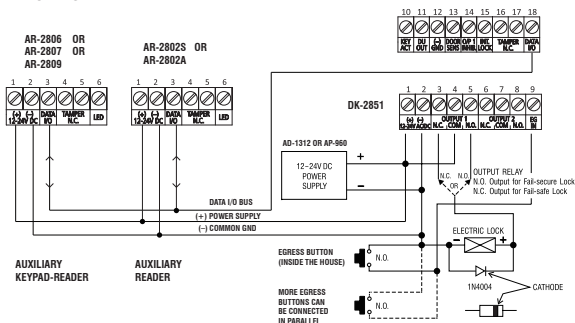 AR-2806 OR
AR-2807 OR
AR-2809
AR-2802S OR
AR-2802A
10 11 12 13 14 15 16 17 18
KEY ACT
DU OUT
(–) GND
DOOR SENS
O/P 1 INHIB.
INT. LOCK
TAMPER N.C.
DATA I/O
1 2 3 4 5 6
(+) (–) DATA TAMPER
12-24V DC I/O N.C. LED
1 2 3 4 5 6
(+) (–) DATA TAMPER
12-24V DC I/O N.C. LED
DK-2851
1 2 3 4 5 6 7 8 9
(+) (–) OUTPUT 1 OUTPUT 2 EG
12-24V AC/DC N.C. COM N.O. N.C. COM N.O. IN
AD-1312 OR AP-960
12–24V DC
POWER
SUPPLY
+
–
N.C. N.O.
OR
OUTPUT RELAY
N.O. Output for Fail-secure Lock
N.C. Output for Fail-safe Lock
DATA I/O BUS
(+) POWER SUPPLY
(–) COMMON GND
ELECTRIC LOCK
– +
1N4004
CATHODE
AUXILIARY
KEYPAD-READER
AUXILIARY
READER
EGRESS BUTTON
(INSIDE THE HOUSE)
N.O.
MORE EGRESS
BUTTONS CAN
BE CONNECTED
IN PARALLEL
N.O.